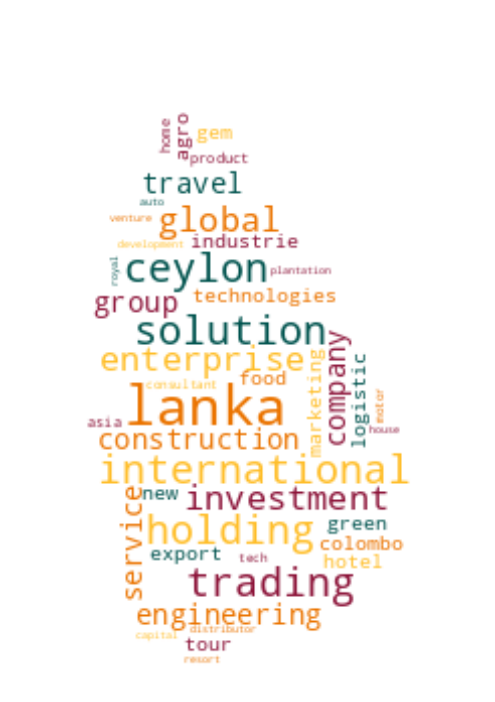 home
agro
gem
product
travel
auto
venture
global
development
industrie
royal
ceylon
plantation
group
technologies
solution
enterprise
company
marketing
logistic
consultant
food
motor
lanka
asia
house
construction
international
service
new
investment
holding
green
colombo
export
tech
hotel
trading
engineering
distributor
capital
tour
resort